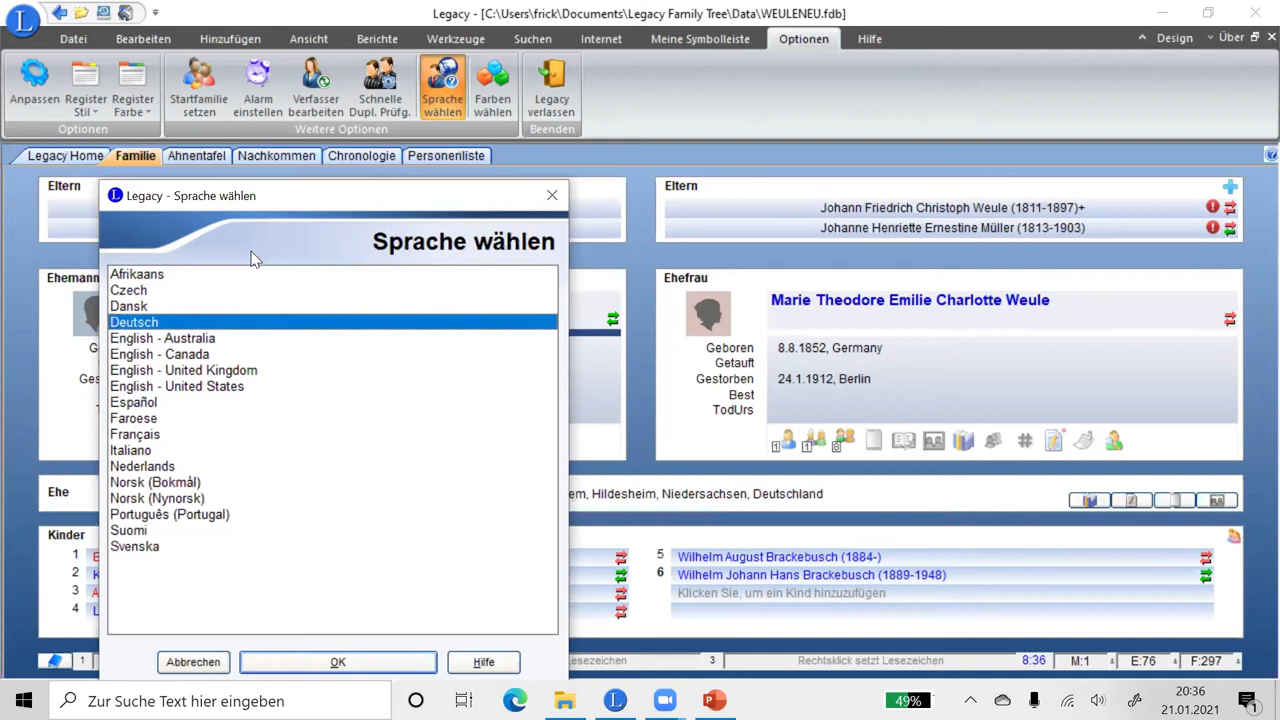 Legacy - [C:\Users\frick\Documents\Legacy Family Tree\Data\WEULENEU.fdb]
Datei Bearbeiten Hinzufügen Ansicht Berichte Werkzeuge Suchen Internet Meine Symbolleiste Optionen Hilfe Design Über
Anpassen Register Stil Register Farbe Startfamilie setzen Alarm einstellen Verfasser bearbeiten Schnelle Dupl. Prüfg. Sprache wählen Farben wählen Legacy verlassen
Optionen Weitere Optionen Beenden
Legacy Home Familie Ahnentafel Nachkommen Chronologie Personenliste
Eltern
Legacy - Sprache wählen
Sprache wählen
Afrikaans
Czech
Dansk
Deutsch
English - Australia
English - Canada
English - United Kingdom
English - United States
Español
Faroese
Français
Italiano
Nederlands
Norsk (Bokmål)
Norsk (Nynorsk)
Português (Portugal)
Suomi
Svenska
Abbrechen OK Hilfe
Eltern
Johann Friedrich Christoph Weule (1811-1897)+
Johanne Henriette Ernestine Müller (1813-1903)
Ehemann
Ehefrau
Marie Theodore Emilie Charlotte Weule
Geboren 8.8.1852, Germany
Getauft
Gestorben 24.1.1912, Berlin
Best
TodUrs
1 1 8
Ehe
em, Hildesheim, Niedersachsen, Deutschland
Kinder
1
2 K
3 A
4 L
5 Wilhelm August Brackebusch (1884-)
6 Wilhelm Johann Hans Brackebusch (1889-1948)
Klicken Sie, um ein Kind hinzuzufügen
1 esezeichen 3 Rechtsklick setzt Lesezeichen 8:36 M:1 E:76 F:297
Zur Suche Text hier eingeben
49%
20:36
21.01.2021
1